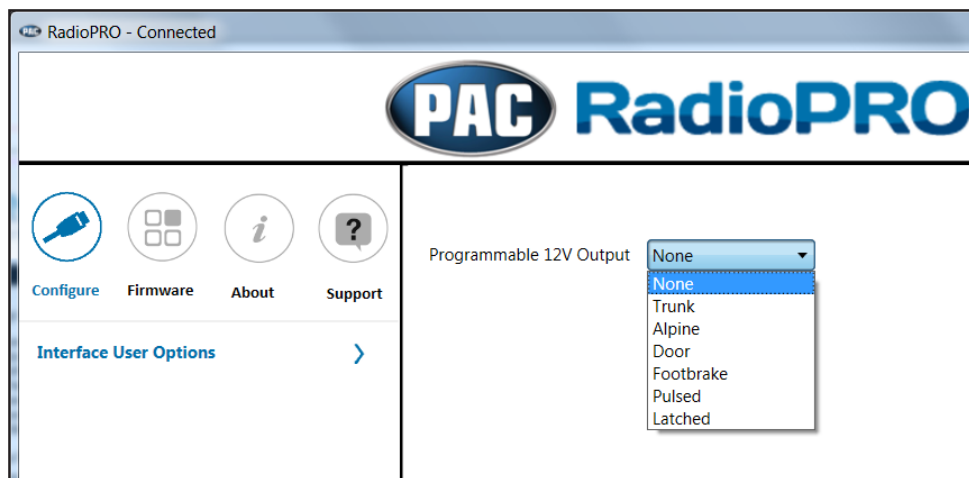 PAC RadioPRO - Connected
PAC RadioPRO
Configure Firmware About Support
?
i
Interface User Options
Programmable 12V Output None
None
Trunk
Alpine
Door
Footbrake
Pulsed
Latched